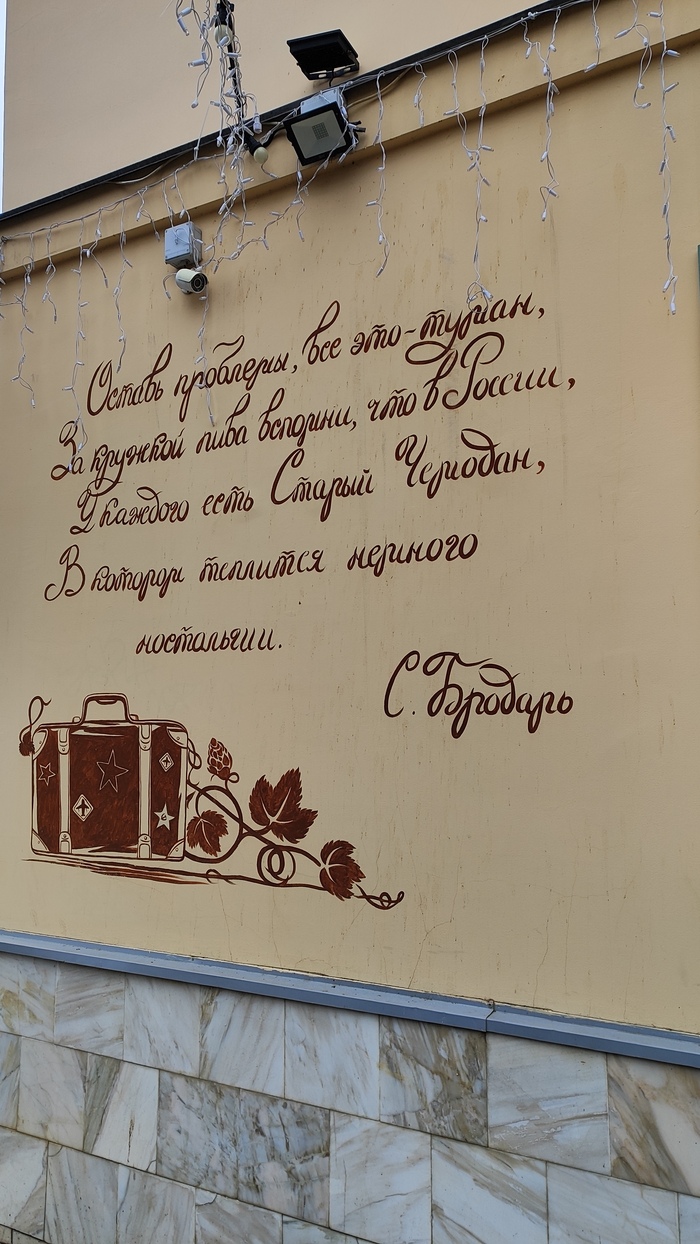 Оставь проблемы, все это-туман,
За кружкой пива вспомни, что в России,
У каждого есть Старый Чемодан,
В котором теплится немного
ностальгии.
С. Бродарь